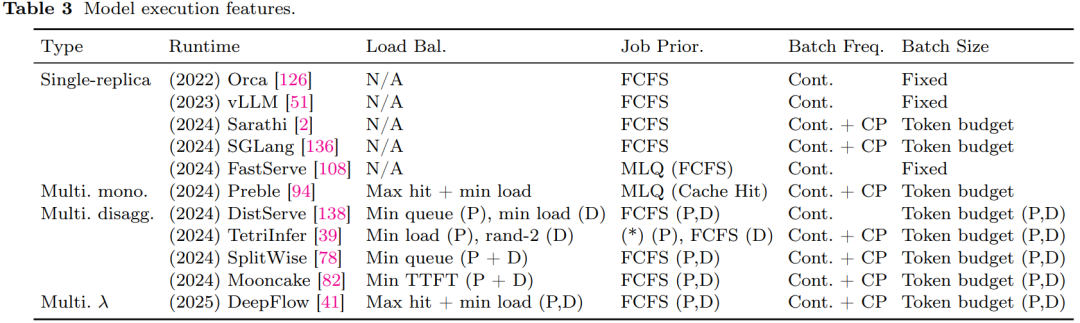 Table 3 Model execution features.
Type Runtime Load Bal. Job Prior. Batch Freq. Batch Size
Single-replica (2022) Orca [126] N/A FCFS Cont. Fixed
(2023) vLLM [51] N/A FCFS Cont. Fixed
(2024) Sarathi [2] N/A FCFS Cont. + CP Token budget
(2024) SGLang [136] N/A FCFS Cont. + CP Token budget
(2024) FastServe [108] N/A MLQ (FCFS) Cont. Fixed
Multi. mono. (2024) Preble [94] Max hit + min load MLQ (Cache Hit) Cont. + CP Token budget
Multi. disagg. (2024) DistServe [138] Min queue (P), min load (D) FCFS (P,D) Cont. Token budget (P,D)
(2024) TetriInfer [39] Min load (P), rand-2 (D) (*) (P), FCFS (D) Cont. + CP Token budget (P,D)
(2024) SplitWise [78] Min queue (P + D) FCFS (P,D) Cont. + CP Token budget (P,D)
(2024) Mooncake [82] Min TTFT (P + D) FCFS (P,D) Cont. + CP Token budget (P,D)
Multi. λ (2025) DeepFlow [41] Max hit + min load (P,D) FCFS (P,D) Cont. + CP Token budget (P,D)